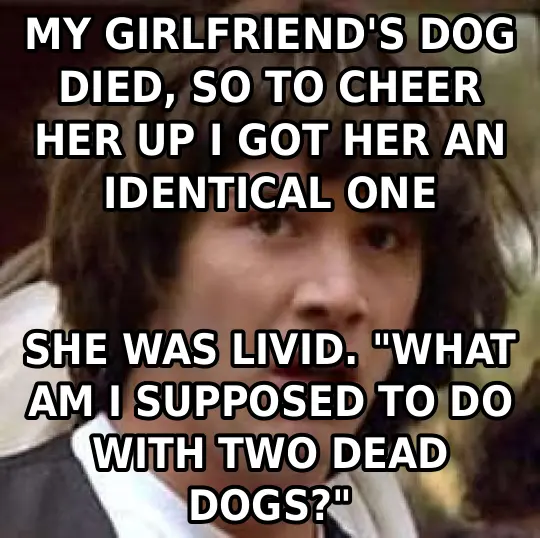 MY GIRLFRIEND'S DOG
DIED, SO TO CHEER
HER UP I GOT HER AN
IDENTICAL ONE
SHE WAS LIVID. "WHAT
AM I SUPPOSED TO DO
WITH TWO DEAD
DOGS?"